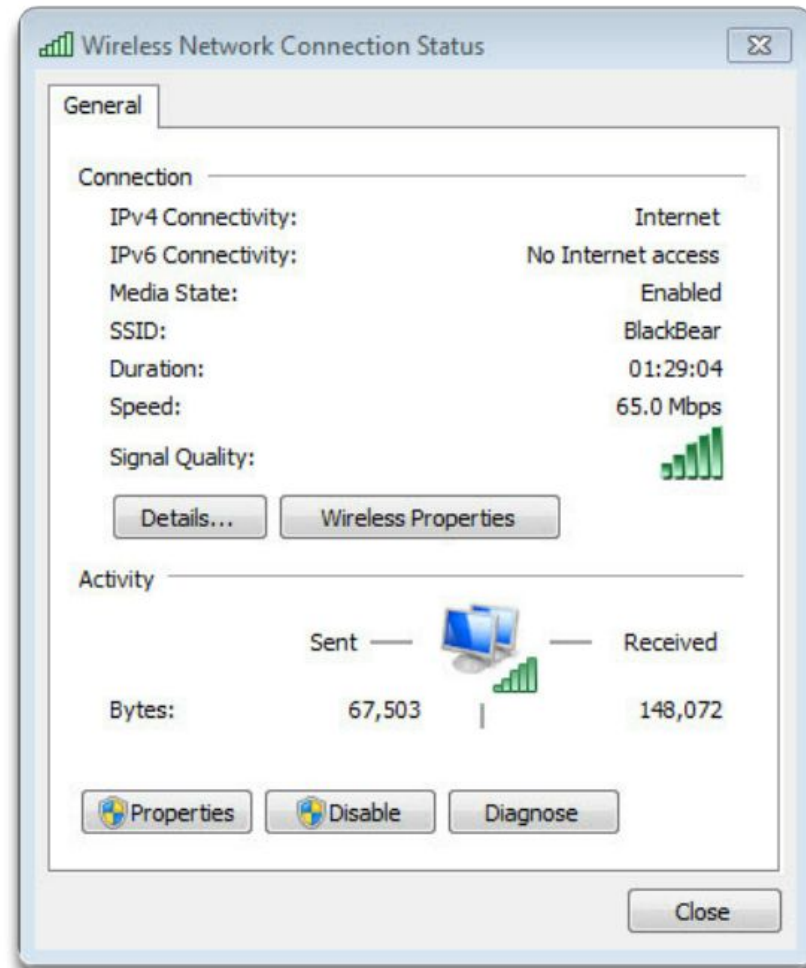 Wireless Network Connection Status
General
Connection
IPv4 Connectivity: Internet
IPv6 Connectivity: No Internet access
Media State: Enabled
SSID: BlackBear
Duration: 01:29:04
Speed: 65.0 Mbps
Signal Quality:
Details... Wireless Properties
Activity
Sent Received
Bytes: 67,503 148,072
Properties Disable Diagnose
Close